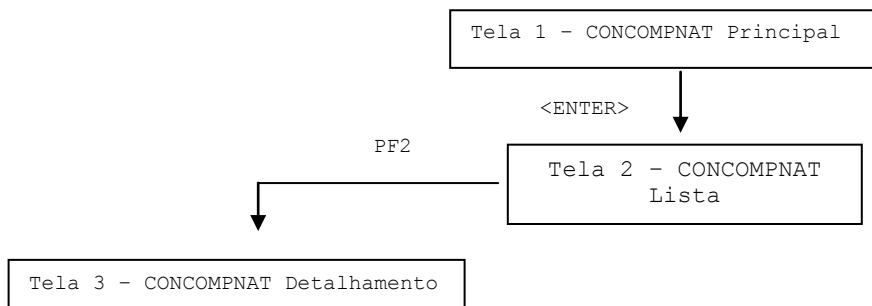 Tela 1 – CONCOMPNAT Principal
<ENTER>
PF2
Tela 2 – CONCOMPNAT
Lista
Tela 3 – CONCOMPNAT Detalhamento